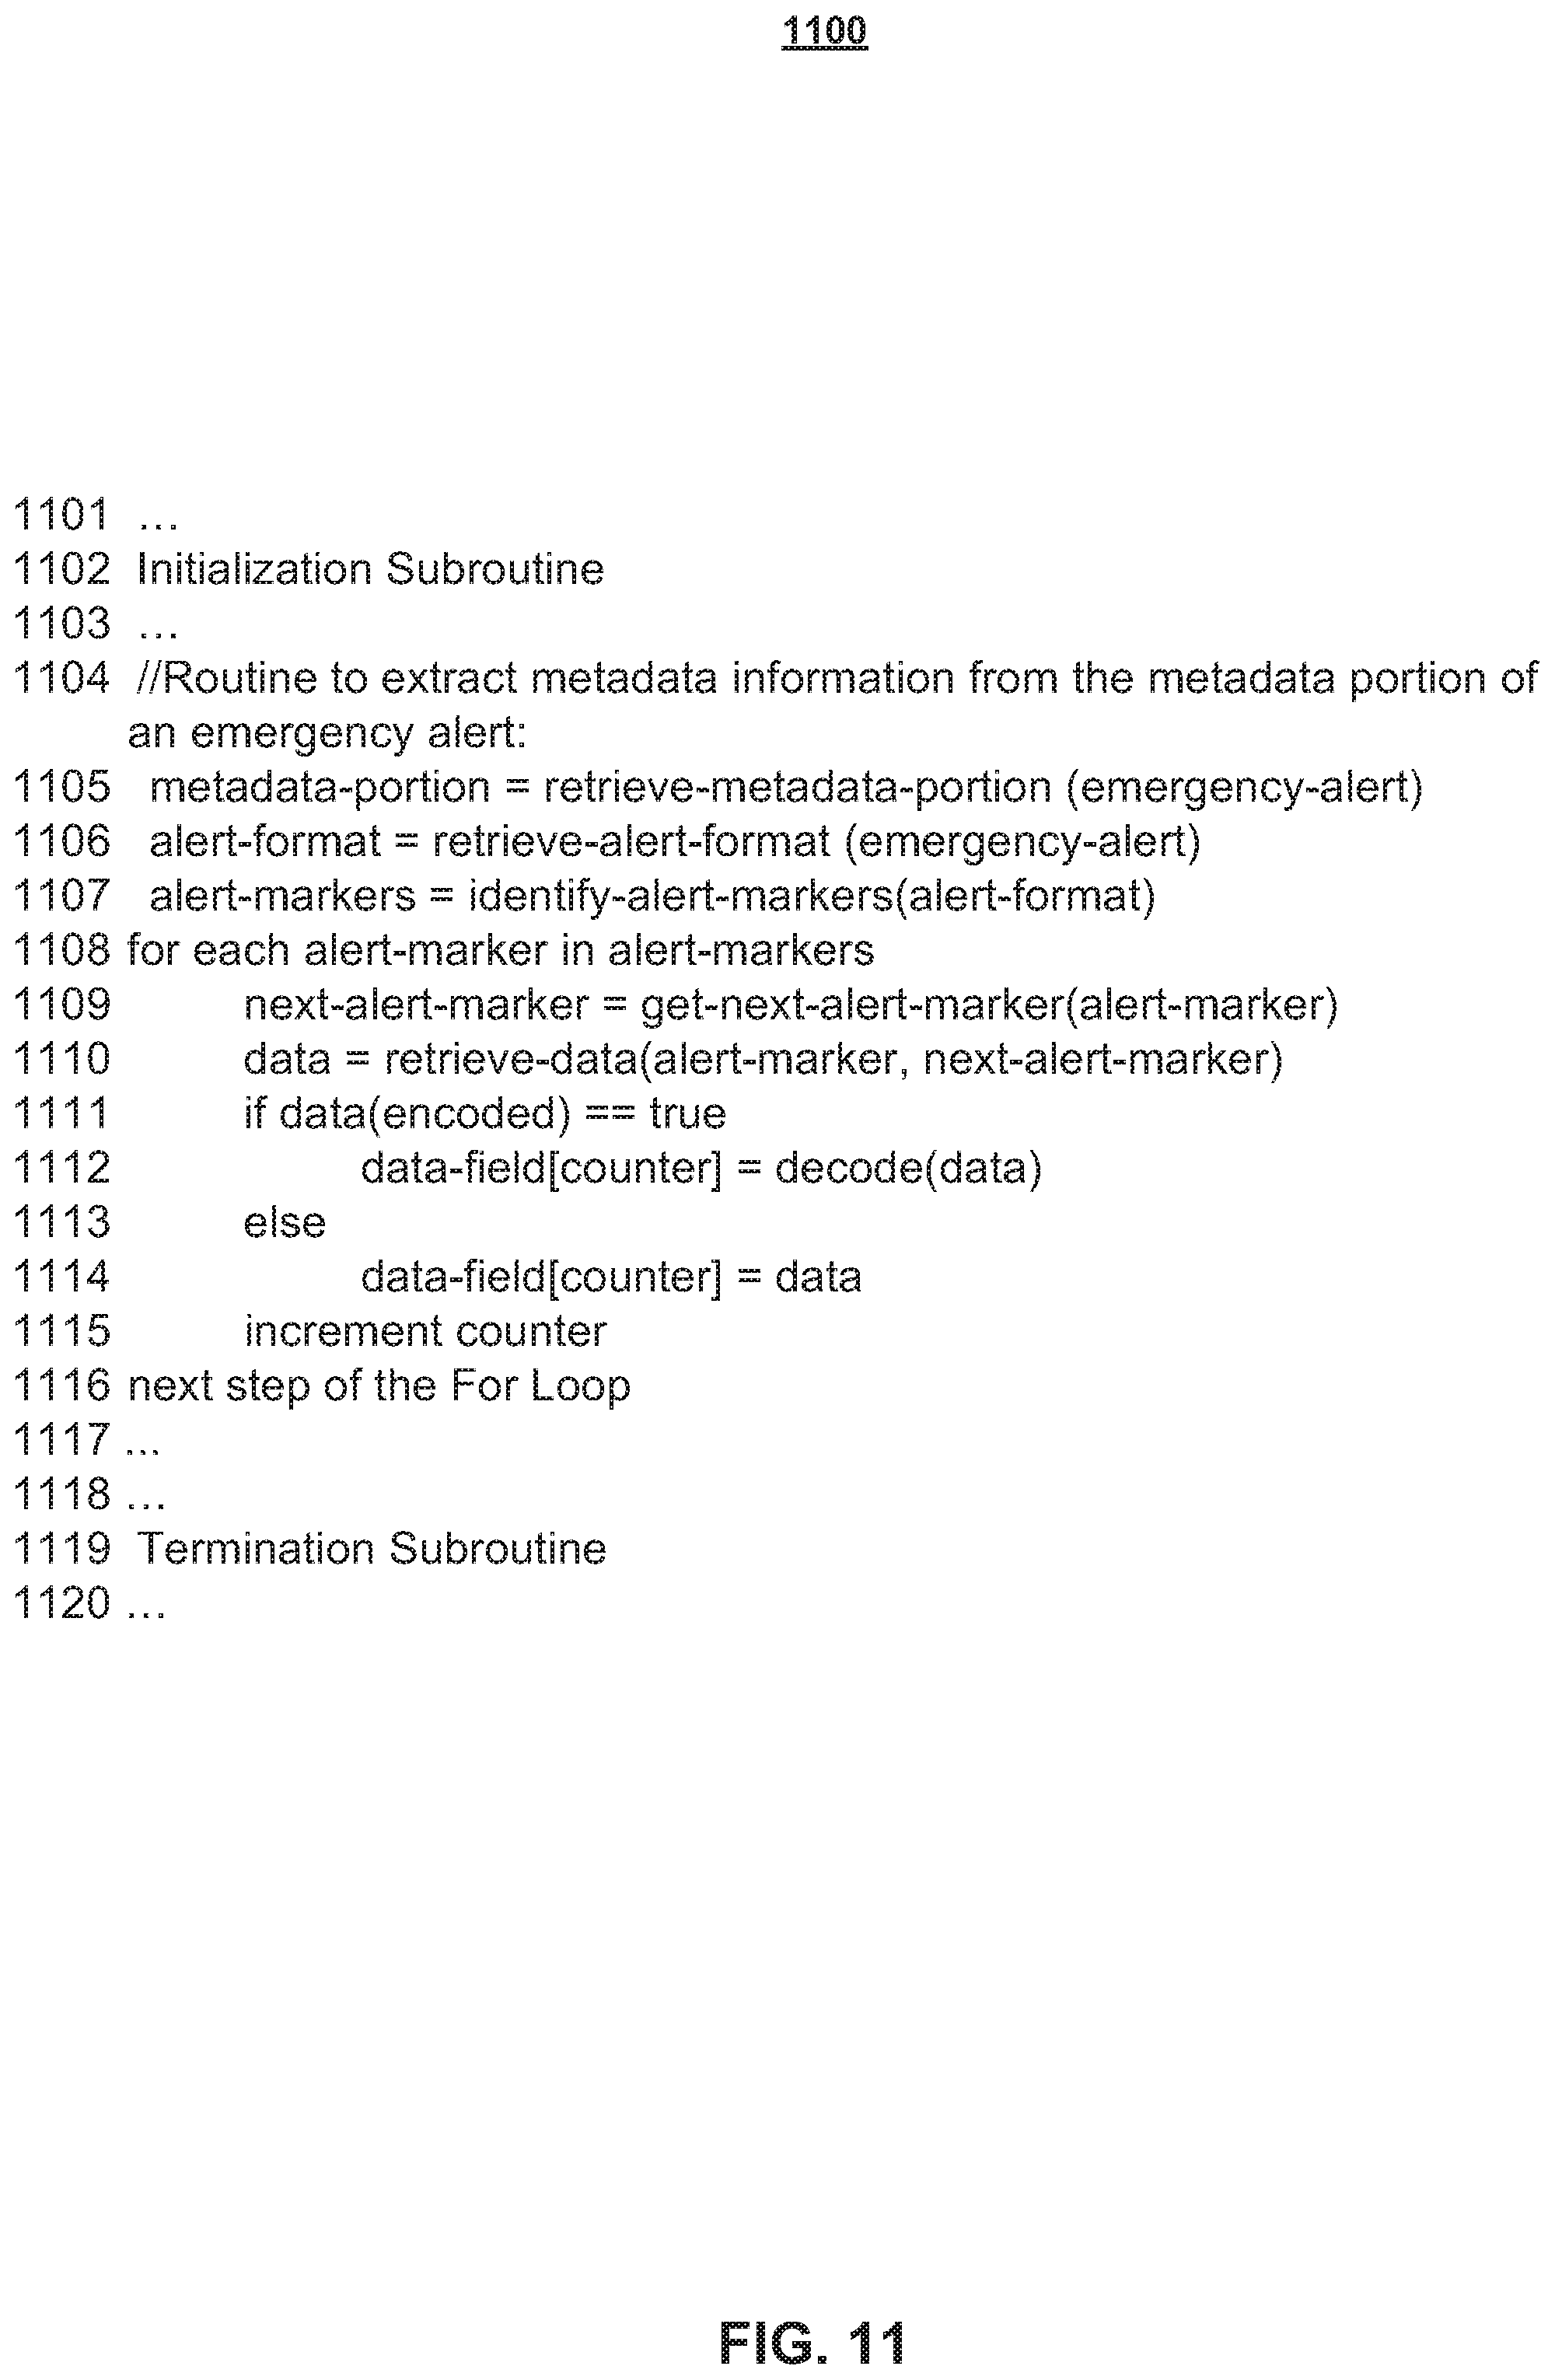 1100
1101 ...
1102 Initialization Subroutine
1103 ...
1104 //Routine to extract metadata information from the metadata portion of
an emergency alert:
1105 metadata-portion = retrieve-metadata-portion (emergency-alert)
1106 alert-format = retrieve-alert-format (emergency-alert)
1107 alert-markers = identify-alert-markers(alert-format)
1108 for each alert-marker in alert-markers
1109 next-alert-marker = get-next-alert-marker(alert-marker)
1110 data = retrieve-data(alert-marker, next-alert-marker)
1111 if data(encoded) == true
1112 data-field[counter] = decode(data)
1113 else
1114 data-field[counter] = data
1115 increment counter
1116 next step of the For Loop
1117 ...
1118 ...
1119 Termination Subroutine
1120 ...
FIG. 11